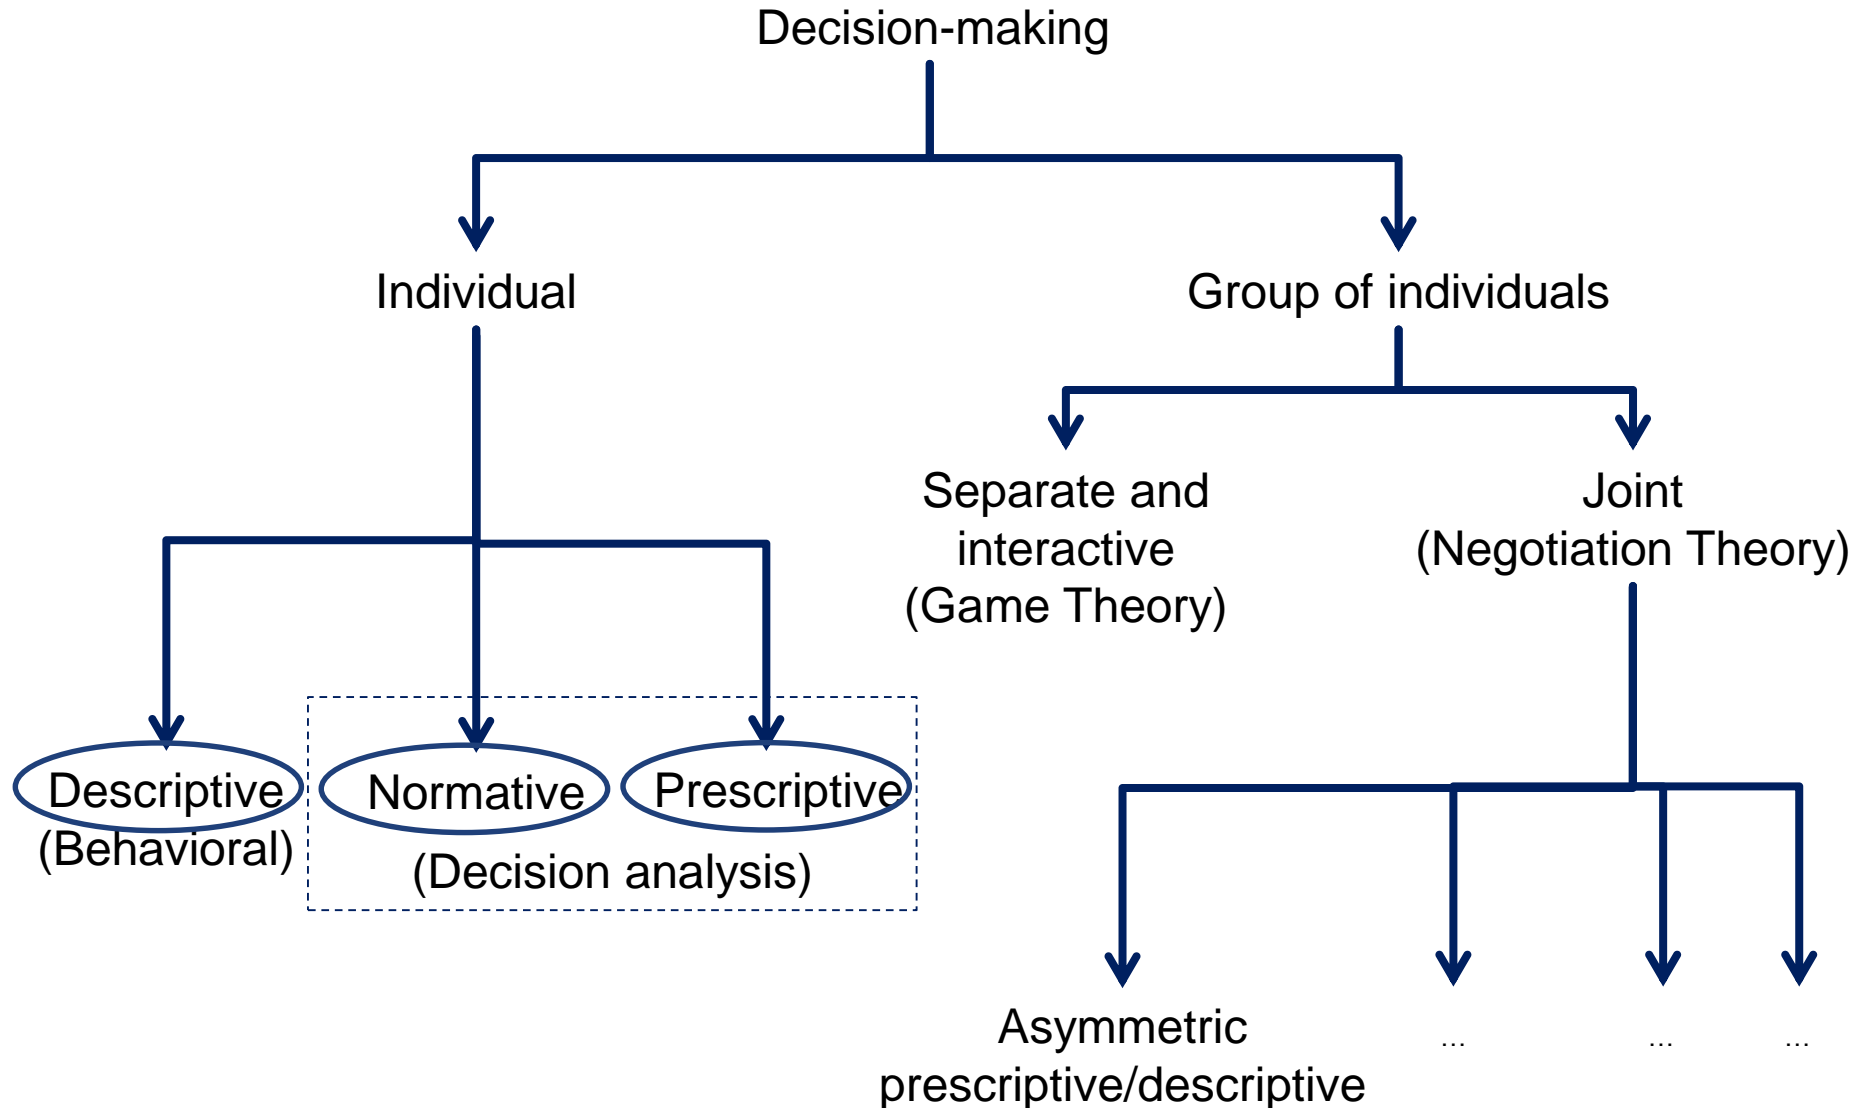 Decision-making
Individual
Group of individuals
Separate and
interactive
(Game Theory)
Joint
(Negotiation Theory)
Descriptive
(Behavioral)
Normative
Prescriptive
(Decision analysis)
Asymmetric
prescriptive/descriptive
...
...
...